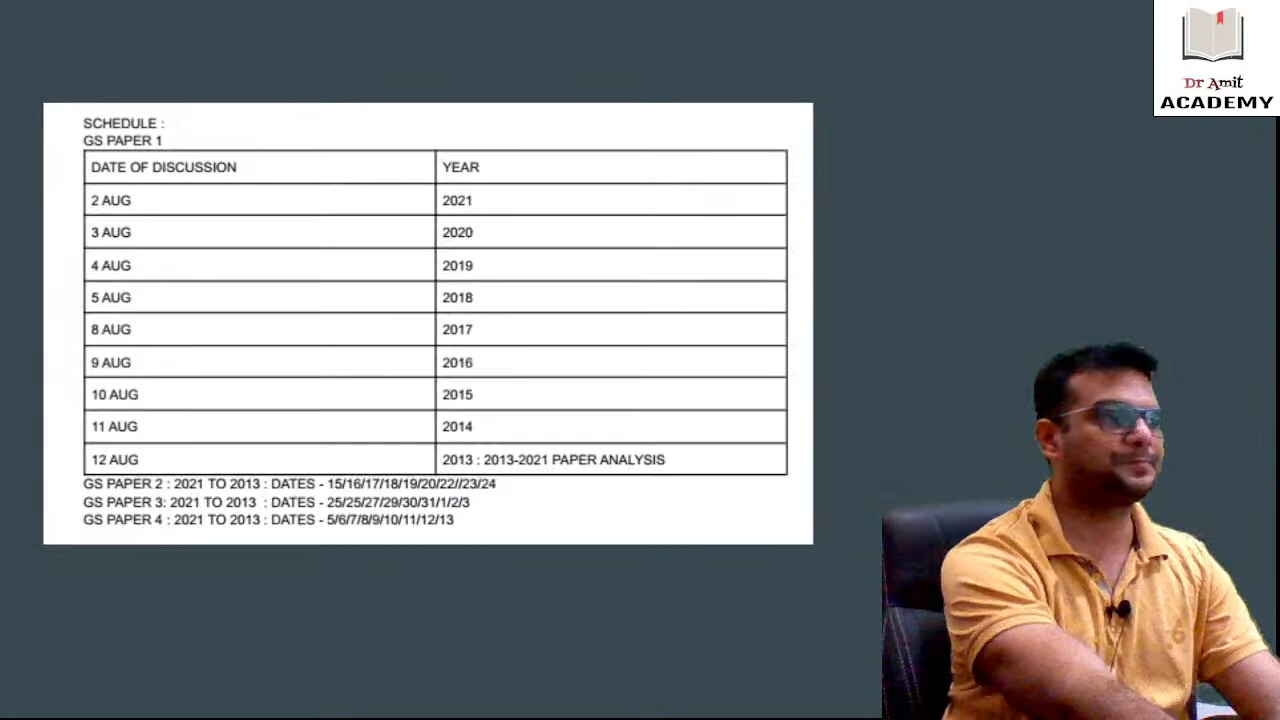 Dr Amit
ACADEMY
SCHEDULE :
GS PAPER 1
DATE OF DISCUSSION YEAR
2 AUG 2021
3 AUG 2020
4 AUG 2019
5 AUG 2018
8 AUG 2017
9 AUG 2016
10 AUG 2015
11 AUG 2014
12 AUG 2013 : 2013-2021 PAPER ANALYSIS
GS PAPER 2 : 2021 TO 2013 : DATES - 15/16/17/18/19/20/22//23/24
GS PAPER 3: 2021 TO 2013 : DATES - 25/25/27/29/30/31/1/2/3
GS PAPER 4 : 2021 TO 2013 : DATES - 5/6/7/8/9/10/11/12/13